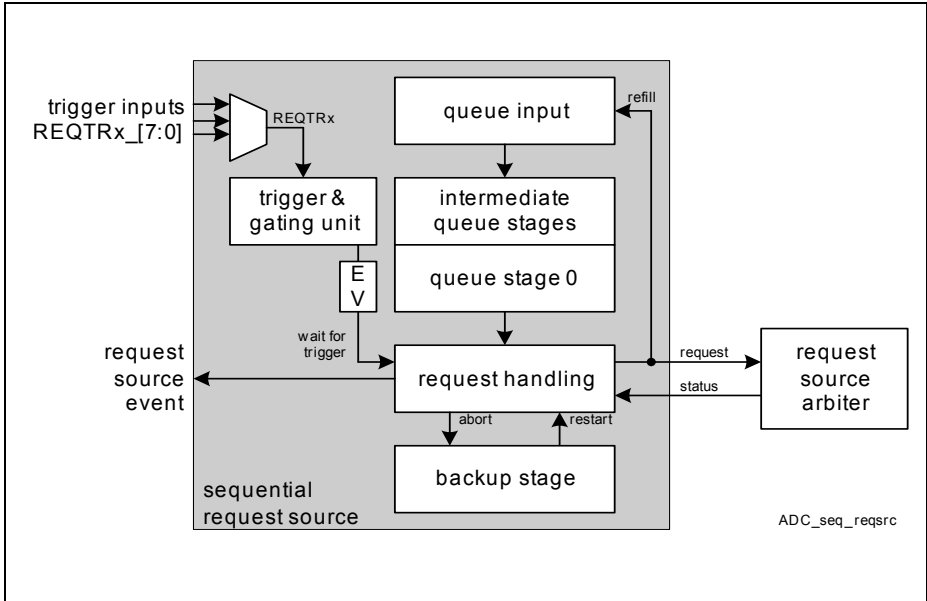 trigger inputs
REQTRx_[7:0]
REQTRx
queue input
refill
trigger &
gating unit
intermediate
queue stages
queue stage 0
E
V
wait for
trigger
request
source
event
request handling
request
status
request
source
arbiter
abort
restart
backup stage
sequential
request source
ADC_seq_reqsrc